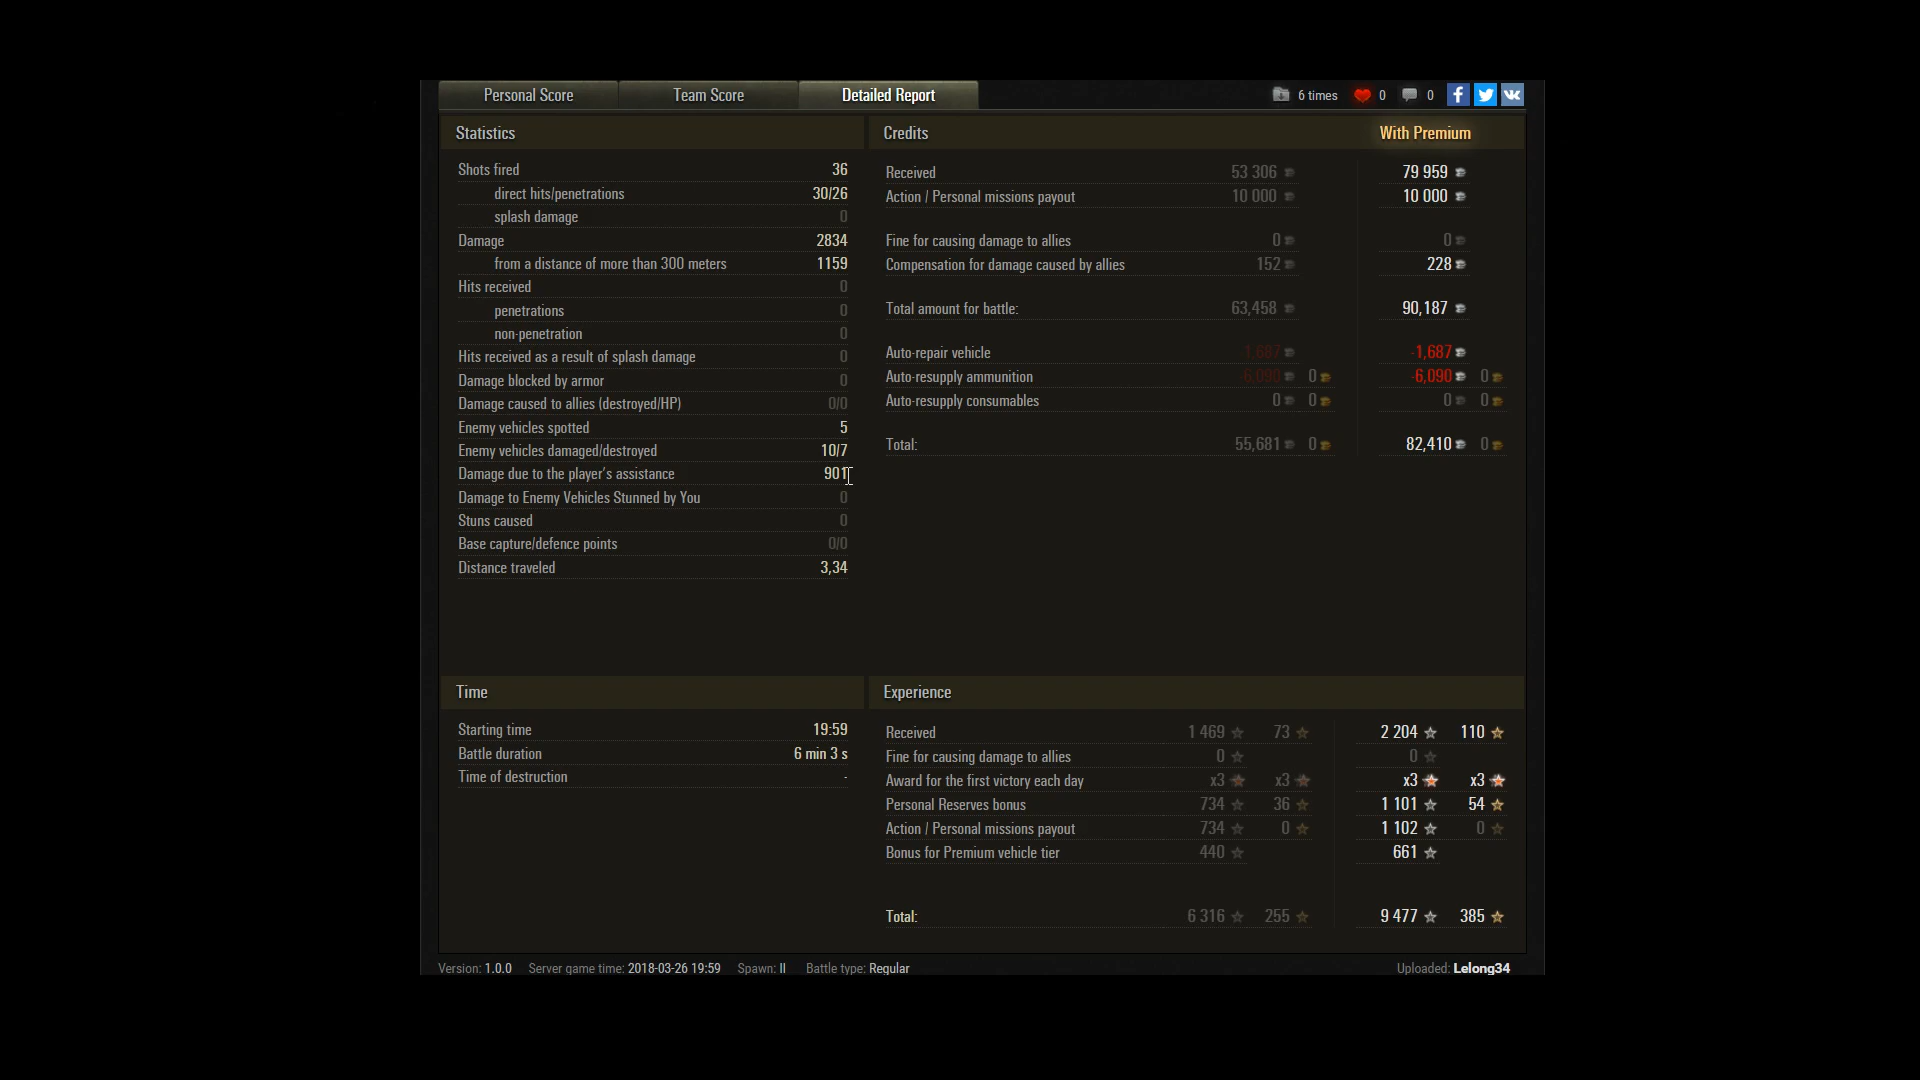 Personal Score Team Score Detailed Report 6 times 0 0
Statistics
Shots fired 36
direct hits/penetrations 30/26
splash damage 0
Damage 2834
from a distance of more than 300 meters 1159
Hits received 0
penetrations 0
non-penetration 0
Hits received as a result of splash damage 0
Damage blocked by armor 0
Damage caused to allies (destroyed/HP) 0/0
Enemy vehicles spotted 5
Enemy vehicles damaged/destroyed 10/7
Damage due to the player's assistance 901
Damage to Enemy Vehicles Stunned by You 0
Stuns caused 0
Base capture/defence points 0/0
Distance traveled 3,34
Credits With Premium
Received 53 306 79 959
Action / Personal missions payout 10 000 10 000
Fine for causing damage to allies 0 0
Compensation for damage caused by allies 152 228
Total amount for battle: 63,458 90,187
Auto-repair vehicle -1,687 -1,687
Auto-resupply ammunition -6,090 0 -6,090 0
Auto-resupply consumables 0 0 0 0
Total: 55,681 0 82,410 0
Time
Starting time 19:59
Battle duration 6 min 3 s
Time of destruction -
Experience
Received 1 469 73 2 204 110
Fine for causing damage to allies 0 0
Award for the first victory each day x3 x3 x3 x3
Personal Reserves bonus 734 36 1 101 54
Action / Personal missions payout 734 0 1 102 0
Bonus for Premium vehicle tier 440 661
Total: 6 316 255 9 477 385
Version: 1.0.0 Server game time: 2018-03-26 19:59 Spawn: II Battle type: Regular Uploaded: Lelong34